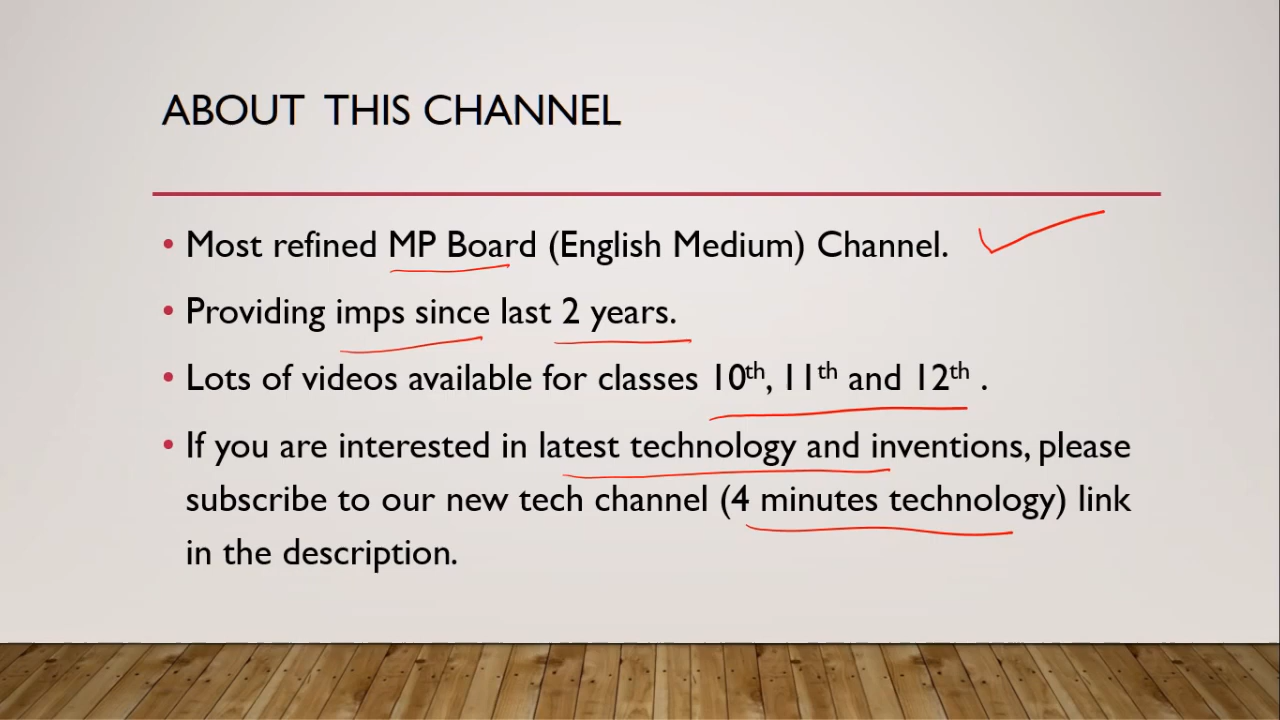 ABOUT THIS CHANNEL
• Most refined MP Board (English Medium) Channel.
• Providing imps since last 2 years.
• Lots of videos available for classes 10th, 11th and 12th .
• If you are interested in latest technology and inventions, please
subscribe to our new tech channel (4 minutes technology) link
in the description.